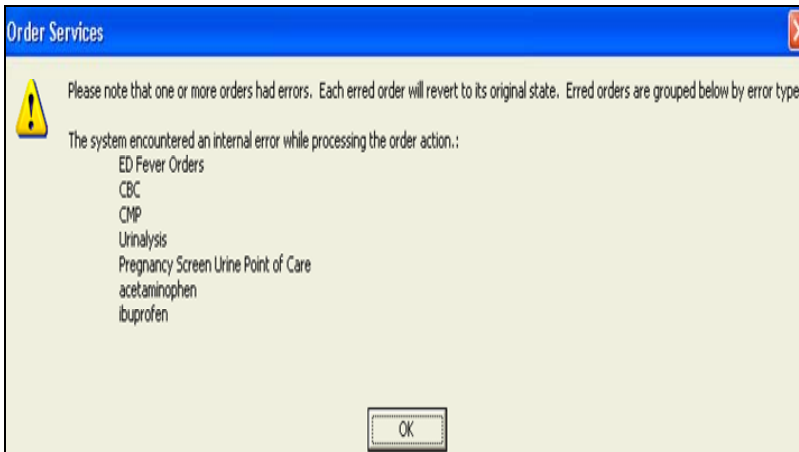 Order Services
Please note that one or more orders had errors. Each erred order will revert to its original state. Erred orders are grouped below by error type
The system encountered an internal error while processing the order action.:
ED Fever Orders
CBC
CMP
Urinalysis
Pregnancy Screen Urine Point of Care
acetaminophen
ibuprofen
OK